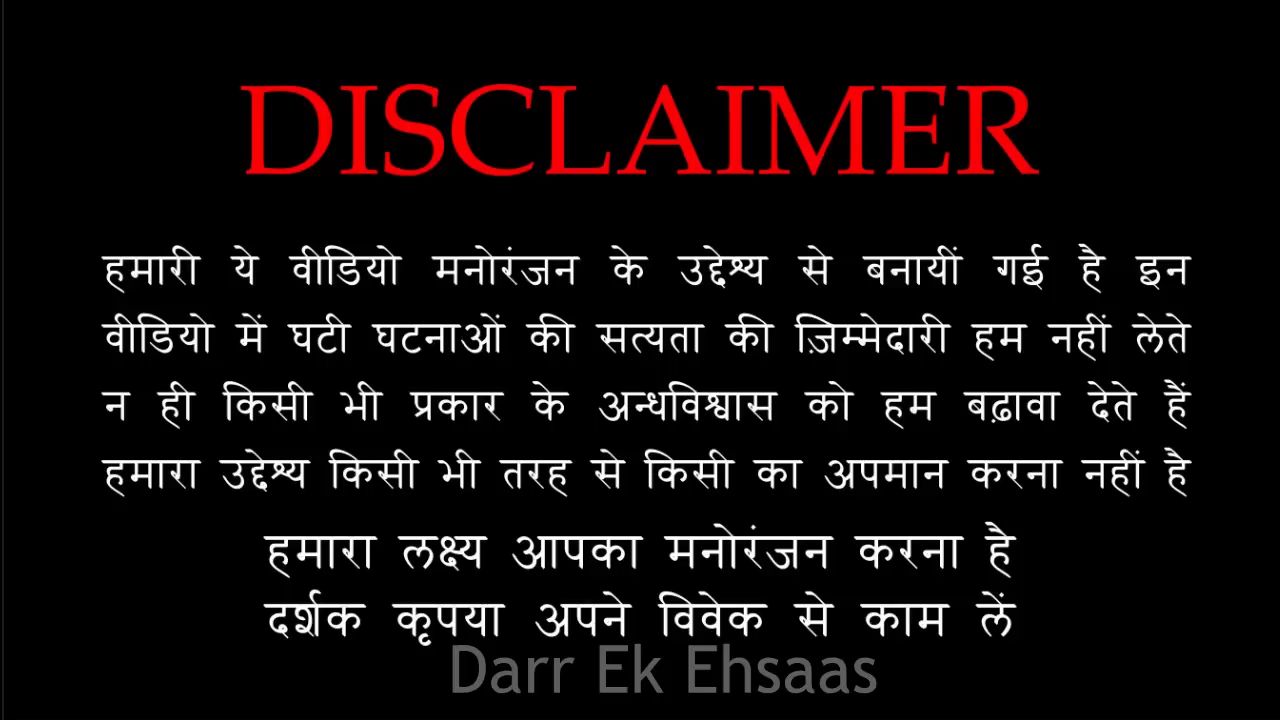 DISCLAIMER
हमारी ये वीडियो मनोरंजन के उद्देश्य से बनायीं गई है इन
वीडियो में घटी घटनाओं की सत्यता की ज़िम्मेदारी हम नहीं लेते
न ही किसी भी प्रकार के अन्धविश्वास को हम बढ़ावा देते हैं
हमारा उद्देश्य किसी भी तरह से किसी का अपमान करना नहीं है
हमारा लक्ष्य आपका मनोरंजन करना है
दर्शक कृपया अपने विवेक से काम लें
Darr Ek Ehsaas